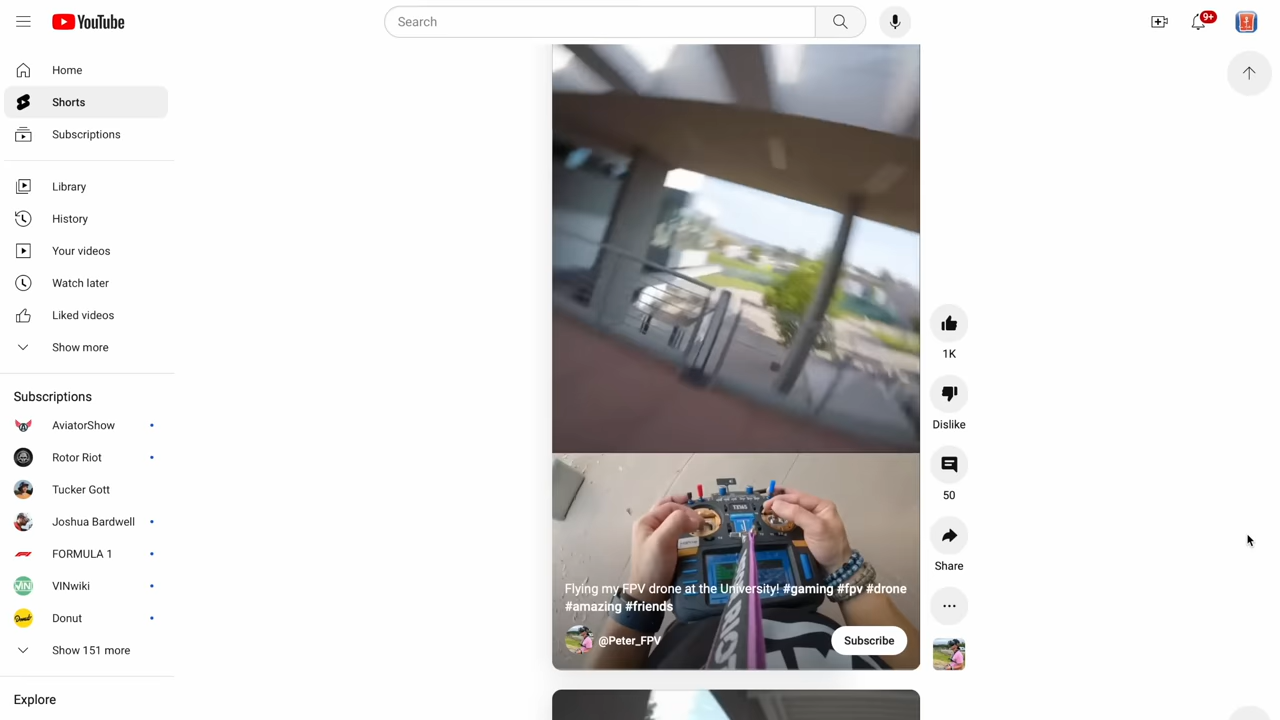 YouTube
Search
9+
Home
Shorts
Subscriptions
Library
History
Your videos
Watch later
Liked videos
Show more
Subscriptions
AviatorShow
Rotor Riot
Tucker Gott
Joshua Bardwell
FORMULA 1
VINwiki
Donut
Show 151 more
Explore
Flying my FPV drone at the University! #gaming #fpv #drone
#amazing #friends
@Peter_FPV
Subscribe
1K
Dislike
50
Share